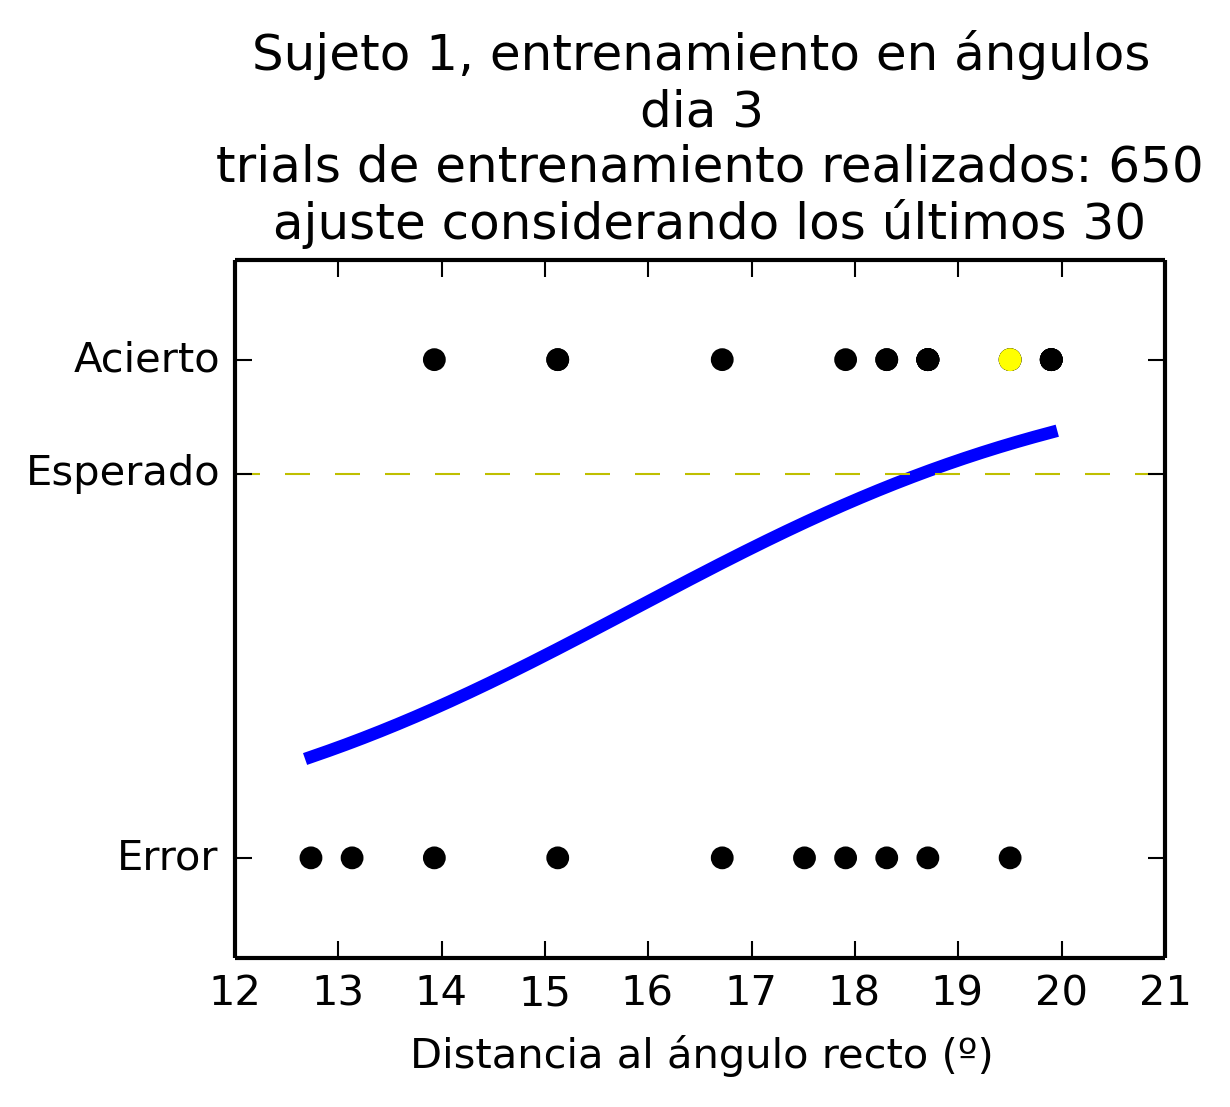 Sujeto 1, entrenamiento en ángulos
dia 3
trials de entrenamiento realizados: 650
ajuste considerando los últimos 30
Acierto
Esperado
Error
12 13 14 15 16 17 18 19 20 21
Distancia al ángulo recto (º)